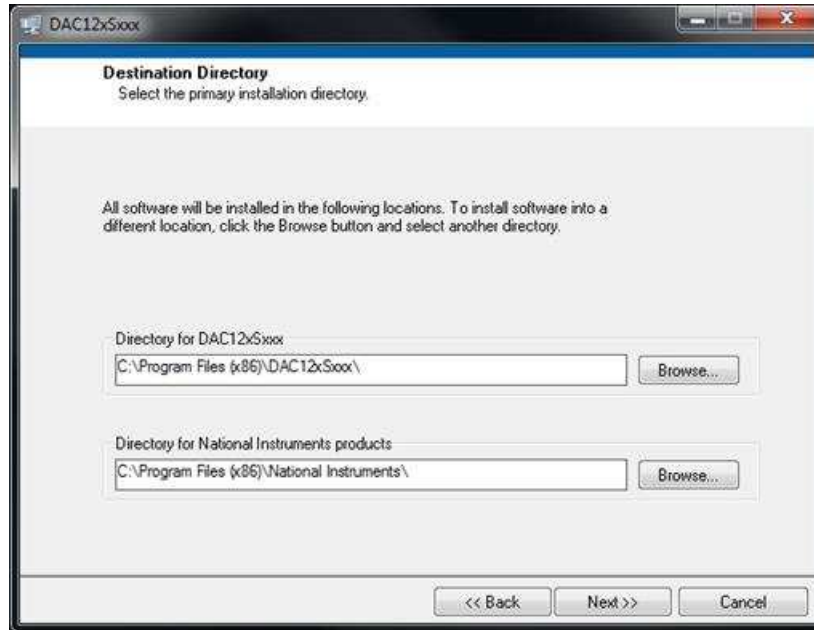 DAC12xSxxx
Destination Directory
Select the primary installation directory.
All software will be installed in the following locations. To install software into a
different location, click the Browse button and select another directory.
Directory for DAC12xSxxx
C:\Program Files (x86)\DAC12xSxxx\
Browse...
Directory for National Instruments products
C:\Program Files (x86)\National Instruments\
Browse...
<< Back
Next >>
Cancel